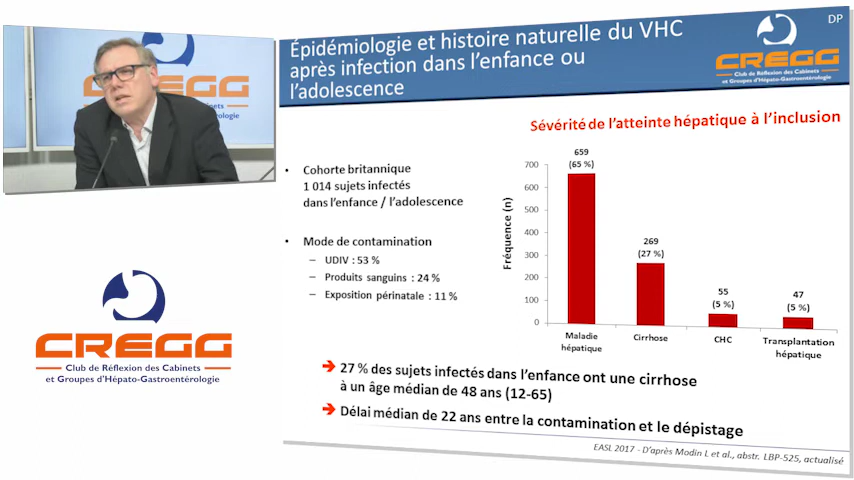 CREGG
Cabinets
térologie
Épidémiologie et histoire naturelle du VHC
après infection dans l'enfance ou
l'adolescence
DP
CREGG
Club de Réflexion des Cabinets
et Groupes d'Hépato-Gastroentérologie
Sévérité de l'atteinte hépatique à l'inclusion
• Cohorte britannique
1 014 sujets infectés
dans l'enfance / l'adolescence
• Mode de contamination
– UDIV : 53 %
– Produits sanguins : 24 %
– Exposition périnatale : 11 %
Fréquence (n)
700
600
500
400
300
200
100
0
659
(65 %)
269
(27 %)
55
(5 %)
47
(5 %)
Maladie
hépatique
Cirrhose
CHC
Transplantation
hépatique
CREGG
Club de Réflexion des Cabinets
et Groupes d'Hépato-Gastroentérologie
➔ 27 % des sujets infectés dans l'enfance ont une cirrhose
à un âge médian de 48 ans (12-65)
➔ Délai médian de 22 ans entre la contamination et le dépistage
EASL 2017 - D'après Modin L et al., abstr. LBP-525, actualisé